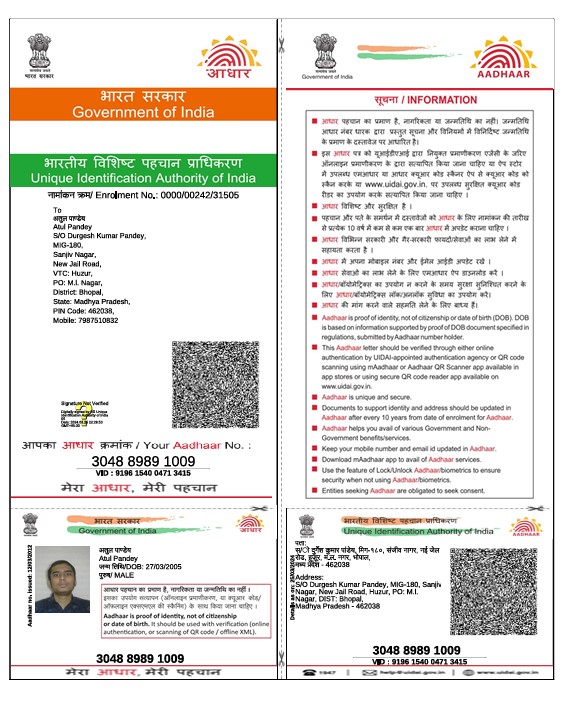 सत्यमेव जयते
भारत सरकार
आधार
भारत सरकार
Government of India
भारतीय विशिष्ट पहचान प्राधिकरण
Unique Identification Authority of India
नामांकन क्रम/ Enrolment No.: 0000/00242/31505
To
अतुल पाण्डेय
Atul Pandey
S/O Durgesh Kumar Pandey,
MIG-180,
Sanjiv Nagar,
New Jail Road,
VTC: Huzur,
PO: M.I. Nagar,
District: Bhopal,
State: Madhya Pradesh,
PIN Code: 462038,
Mobile: 7987510832
Signature Not Verified
आपका आधार क्रमांक / Your Aadhaar No. :
3048 8989 1009
VID : 9196 1540 0471 3415
मेरा आधार, मेरी पहचान
Government of India
AADHAAR
सूचना / INFORMATION
आधार पहचान का प्रमाण है, नागरिकता या जन्मतिथि का नहीं। जन्मतिथि
आधार नंबर धारक द्वारा प्रस्तुत सूचना और विनियमों में विनिर्दिष्ट जन्मतिथि
के प्रमाण के दस्तावेज पर आधारित है।
इस आधार पत्र को यूआईडीएआई द्वारा नियुक्त प्रमाणीकरण एजेंसी के जरिए
ऑनलाइन प्रमाणीकरण के द्वारा सत्यापित किया जाना चाहिए या ऐप स्टोर
में उपलब्ध एमआधार या आधार क्यूआर कोड स्कैनर ऐप से क्यूआर कोड को
स्कैन करके या www.uidai.gov.in. पर उपलब्ध सुरक्षित क्यूआर कोड
रीडर का उपयोग करके सत्यापित किया जाना चाहिए ।
आधार विशिष्ट और सुरक्षित है ।
पहचान और पते के समर्थन में दस्तावेजों को आधार के लिए नामांकन की तारीख
से प्रत्येक 10 वर्ष में कम से कम एक बार आधार में अपडेट कराना चाहिए ।
आधार विभिन्न सरकारी और गैर-सरकारी फायदों/सेवाओं का लाभ लेने में
सहायता करता है ।
आधार में अपना मोबाइल नंबर और ईमेल आईडी अपडेट रखें ।
आधार सेवाओं का लाभ लेने के लिए एमआधार ऐप डाउनलोड करें ।
आधार/बॉयोमेट्रिक्स का उपयोग न करने के समय सुरक्षा सुनिश्चित करने के
लिए आधार/बॉयोमेट्रिक्स लॉक/अनलॉक सुविधा का उपयोग करें।
आधार की मांग करने वाले सहमति लेने के लिए बाध्य हैं।
Aadhaar is proof of identity, not of citizenship or date of birth (DOB). DOB
is based on information supported by proof of DOB document specified in
regulations, submitted by Aadhaar number holder.
This Aadhaar letter should be verified through either online
authentication by UIDAI-appointed authentication agency or QR code
scanning using mAadhaar or Aadhaar QR Scanner app available in
app stores or using secure QR code reader app available on
www.uidai.gov.in.
Aadhaar is unique and secure.
Documents to support identity and address should be updated in
Aadhaar after every 10 years from date of enrolment for Aadhaar.
Aadhaar helps you avail of various Government and Non-
Government benefits/services.
Keep your mobile number and email id updated in Aadhaar.
Download mAadhaar app to avail of Aadhaar services.
Use the feature of Lock/Unlock Aadhaar/biometrics to ensure
security when not using Aadhaar/biometrics.
Entities seeking Aadhaar are obligated to seek consent.
भारत सरकार
Government of India
आधार
Aadhaar no. issued: 12/03/2012
अतुल पाण्डेय
Atul Pandey
जन्म तिथि/DOB: 27/03/2005
पुरुष/ MALE
आधार पहचान का प्रमाण है, नागरिकता या जन्मतिथि का नहीं ।
इसका उपयोग सत्यापन (ऑनलाइन प्रमाणीकरण, या क्यूआर कोड/
ऑफलाइन एक्सएमएल की स्कैनिंग) के साथ किया जाना चाहिए ।
Aadhaar is proof of identity, not of citizenship
or date of birth. It should be used with verification (online
authentication, or scanning of QR code / offline XML).
3048 8989 1009
मेरा आधार, मेरी पहचान
भारतीय विशिष्ट पहचान प्राधिकरण
Unique Identification Authority of India
AADHAAR
पता:
दुर्गेश कुमार पांडेय, मिग-१८०, संजीव नागर, नई जेल
रोड, हुजूर, म.ल. नगर, भोपाल,
मध्य प्रदेश - 462038
Address:
S/O Durgesh Kumar Pandey, MIG-180, Sanjiv
Nagar, New Jail Road, Huzur, PO: M.I.
Nagar, DIST: Bhopal,
Madhya Pradesh - 462038
3048 8989 1009
VID : 9196 1540 0471 3415
1947 | help@uidai.gov.in | www.uidai.gov.in